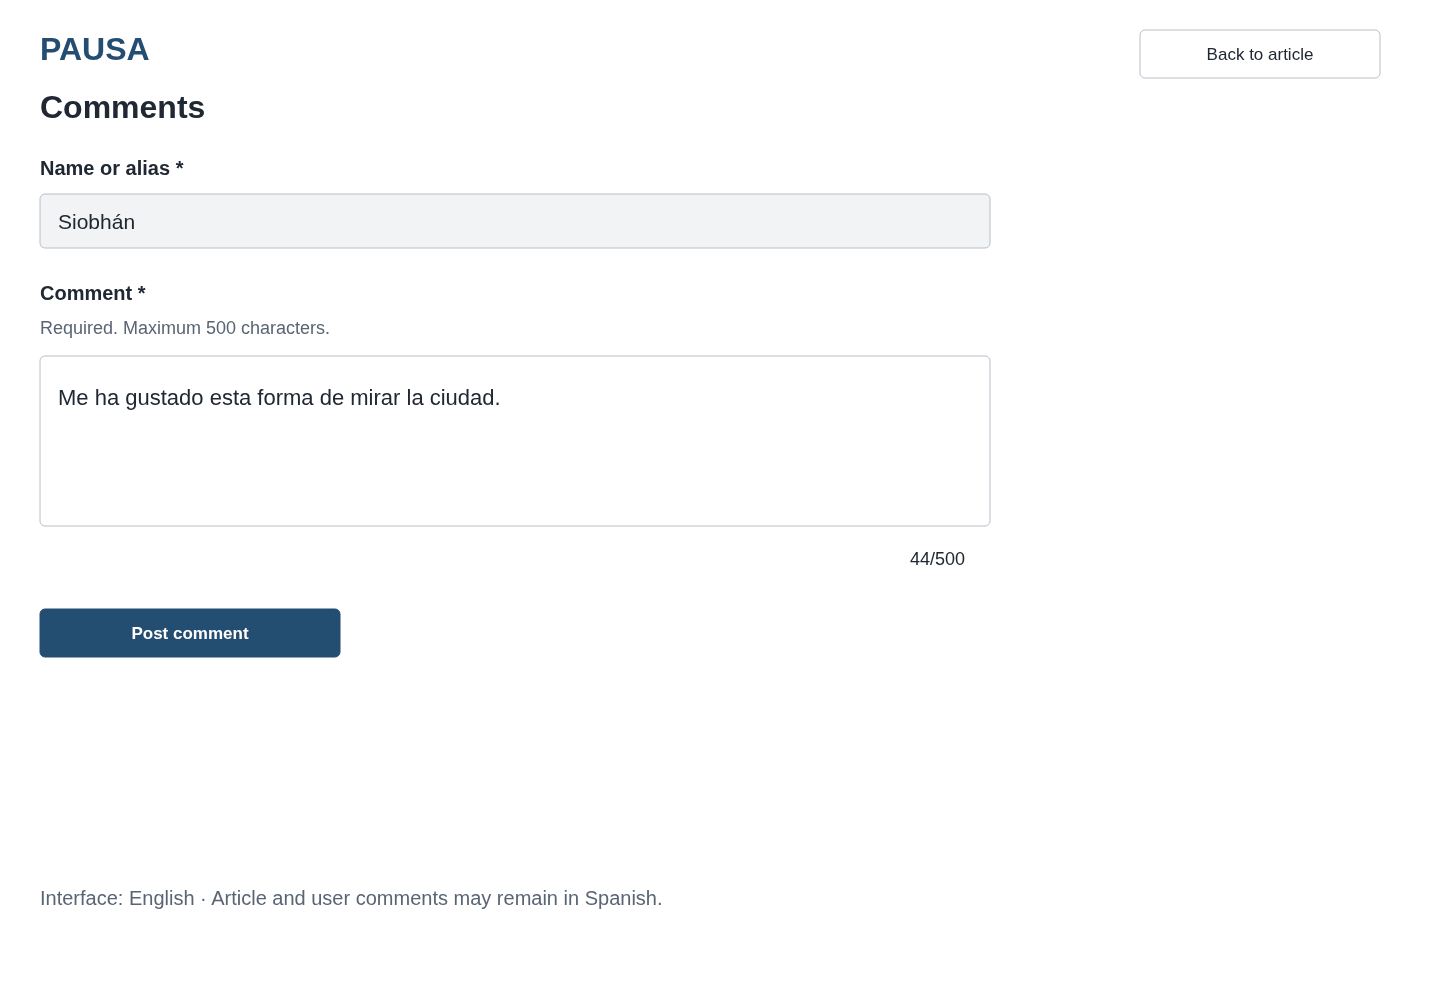 PAUSA
Back to article
Comments
Name or alias *
Siobhán
Comment *
Required. Maximum 500 characters.
Me ha gustado esta forma de mirar la ciudad.
44/500
Post comment
Interface: English · Article and user comments may remain in Spanish.